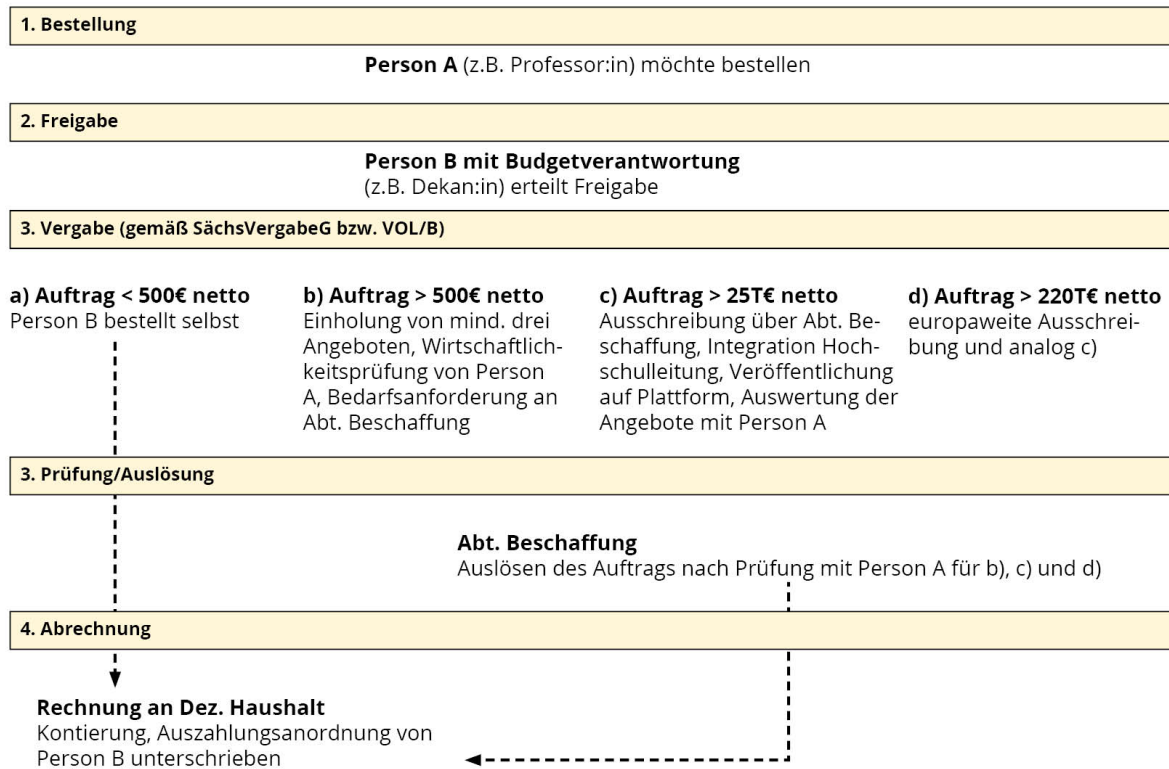 1. Bestellung
Person A (z.B. Professor:in) möchte bestellen
2. Freigabe
Person B mit Budgetverantwortung
(z.B. Dekan:in) erteilt Freigabe
3. Vergabe (gemäß SächsVergabeG bzw. VOL/B)
a) Auftrag < 500€ netto
Person B bestellt selbst
b) Auftrag > 500€ netto
Einholung von mind. drei
Angeboten, Wirtschaftlich-
keitsprüfung von Person
A, Bedarfsanforderung an
Abt. Beschaffung
c) Auftrag > 25T€ netto
Ausschreibung über Abt. Be-
schaffung, Integration Hoch-
schulleitung, Veröffentlichung
auf Plattform, Auswertung der
Angebote mit Person A
d) Auftrag > 220T€ netto
europaweite Ausschrei-
bung und analog c)
3. Prüfung/Auslösung
Abt. Beschaffung
Auslösen des Auftrags nach Prüfung mit Person A für b), c) und d)
4. Abrechnung
Rechnung an Dez. Haushalt
Kontierung, Auszahlungsanordnung von
Person B unterschrieben